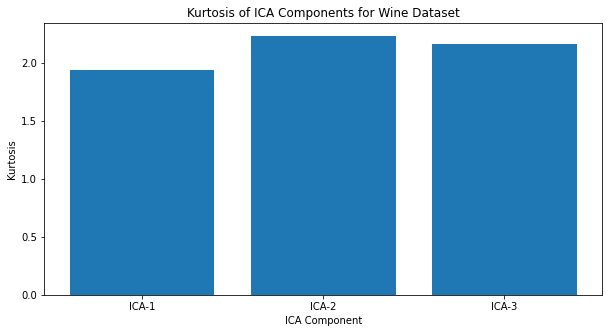 Kurtosis of ICA Components for Wine Dataset
Kurtosis
2.0
1.5
1.0
0.5
0.0
ICA-1 ICA-2 ICA-3
ICA Component